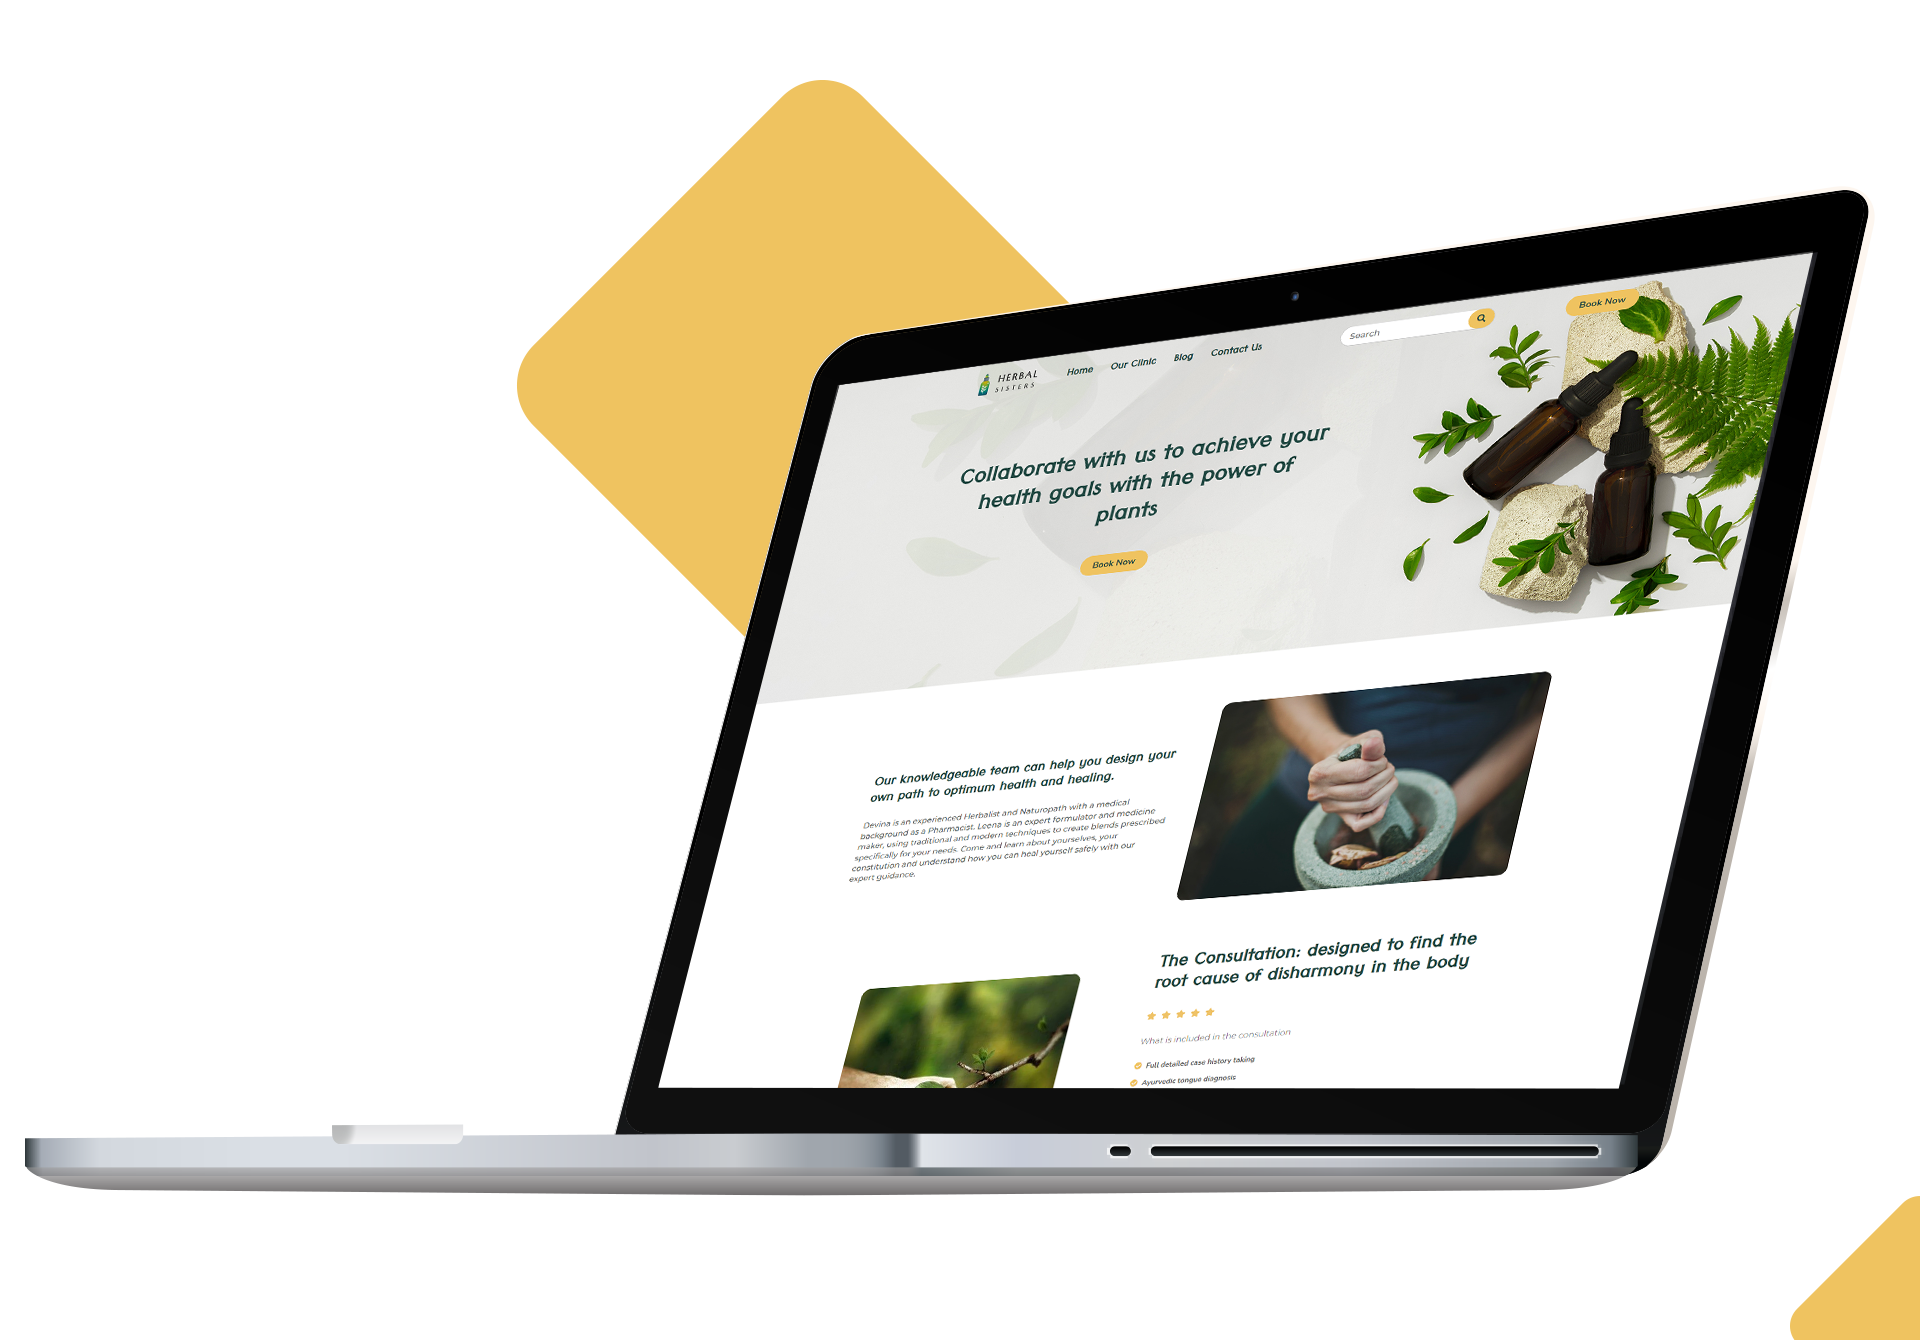 HERBAL
SISTERS
Home
Our Clinic
Blog
Contact Us
Search
Book Now
Collaborate with us to achieve your
health goals with the power of
plants
Book Now
Our knowledgeable team can help you design your
own path to optimum health and healing.
Devina is an experienced Herbalist and Naturopath with a medical
background as a Pharmacist. Leena is an expert formulator and medicine
maker, using traditional and modern techniques to create blends prescribed
specifically for your needs. Come and learn about yourselves, your
constitution and understand how you can heal yourself safely with our
expert guidance.
The Consultation: designed to find the
root cause of disharmony in the body
What is included in the consultation
Full detailed case history taking
Ayurvedic tongue diagnosis